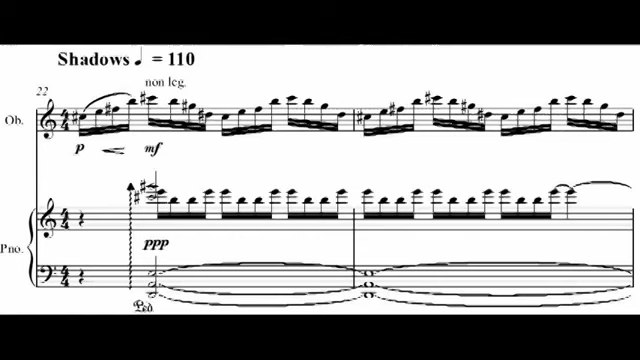 Shadows ♩ = 110
non leg.
22
Ob.
p mf
ppp
Pno.
Ped.